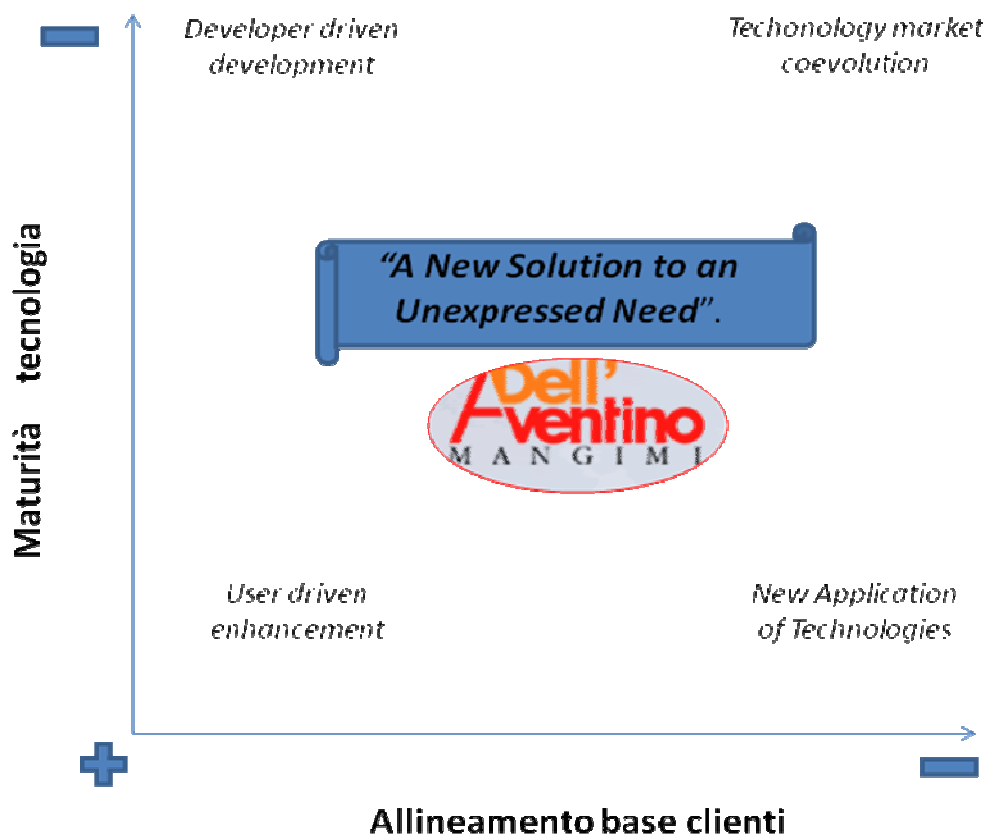 Developer driven
development
Techonology market
coevolution
Maturità tecnologia
“A New Solution to an
Unexpressed Need”.
Dell'
Aventino
MANGIMI
User driven
enhancement
New Application
of Technologies
Allineamento base clienti